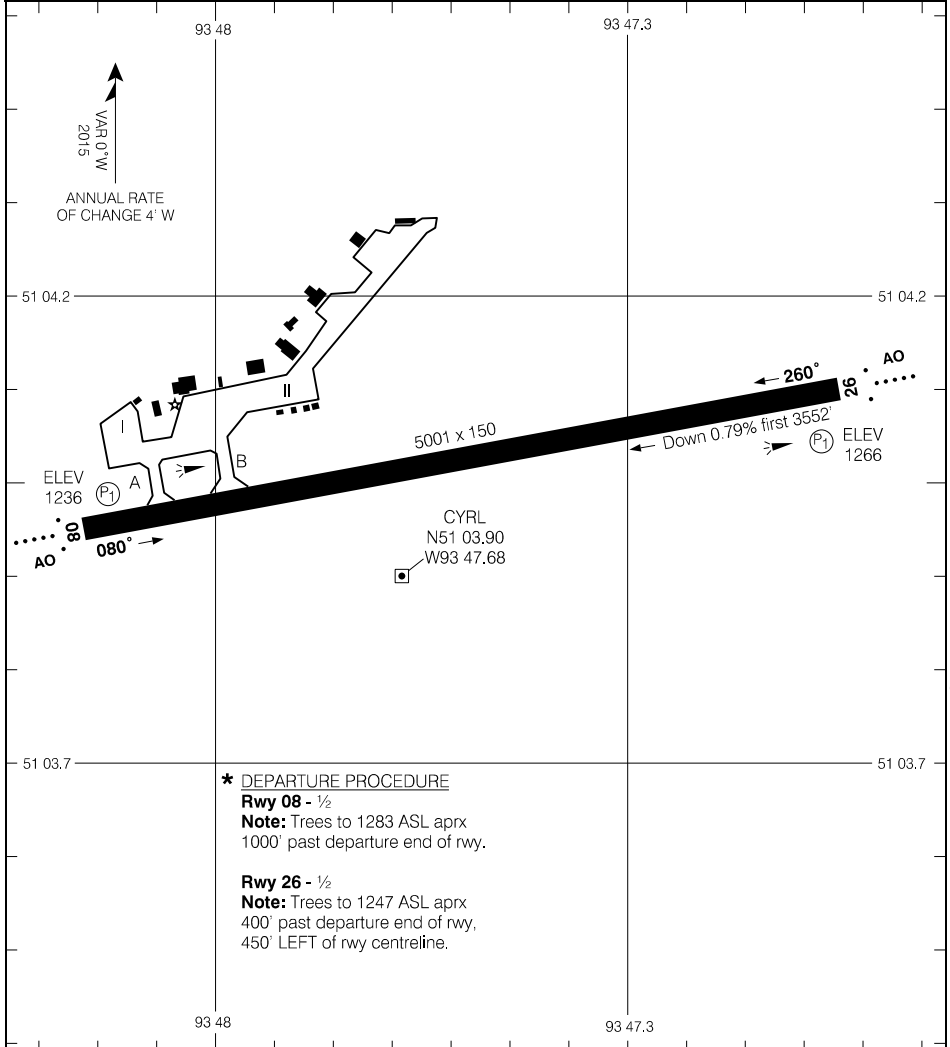 93 48
93 47.3
VAR 0°W
2015
ANNUAL RATE
OF CHANGE 4' W
51 04.2
51 04.2
AO
260°
26
II
I
5001 x 150
Down 0.79% first 3552'
P1
ELEV
1266
ELEV
1236
P1
A
B
08
080°
AO
CYRL
N51 03.90
W93 47.68
51 03.7
51 03.7
* DEPARTURE PROCEDURE
Rwy 08 - ½
Note: Trees to 1283 ASL aprx
1000' past departure end of rwy.
Rwy 26 - ½
Note: Trees to 1247 ASL aprx
400' past departure end of rwy,
450' LEFT of rwy centreline.
93 48
93 47.3